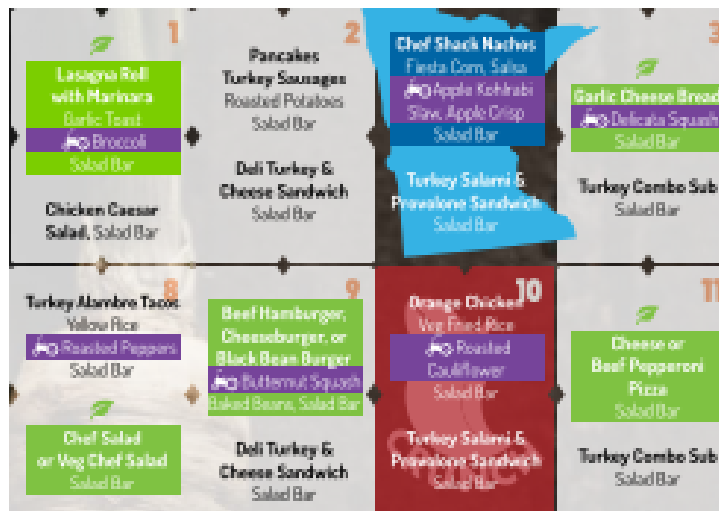 1
Lasagna Roll
with Marinara
Garlic Toast
Broccoli
Salad Bar
Chicken Caesar
Salad, Salad Bar
2
Pancakes
Turkey Sausages
Roasted Potatoes
Salad Bar
Deli Turkey &
Cheese Sandwich
Salad Bar
Chef Shack Nachos
Fiesta Corn, Salsa
Apple Kohlrabi
Slaw, Apple Crisp
Salad Bar
Turkey Salami &
Provolone Sandwich
Salad Bar
3
Garlic Cheese Bread
Delicata Squash
Salad Bar
Turkey Combo Sub
Salad Bar
8
Turkey Alambre Tacos
Yellow Rice
Roasted Peppers
Salad Bar
Chef Salad
or Veg Chef Salad
Salad Bar
9
Beef Hamburger,
Cheeseburger, or
Black Bean Burger
Butternut Squash
Baked Beans, Salad Bar
Deli Turkey &
Cheese Sandwich
Salad Bar
10
Orange Chicken
Veg Fried Rice
Roasted
Cauliflower
Salad Bar
Turkey Salami &
Provolone Sandwich
Salad Bar
11
Cheese or
Beef Pepperoni
Pizza
Salad Bar
Turkey Combo Sub
Salad Bar